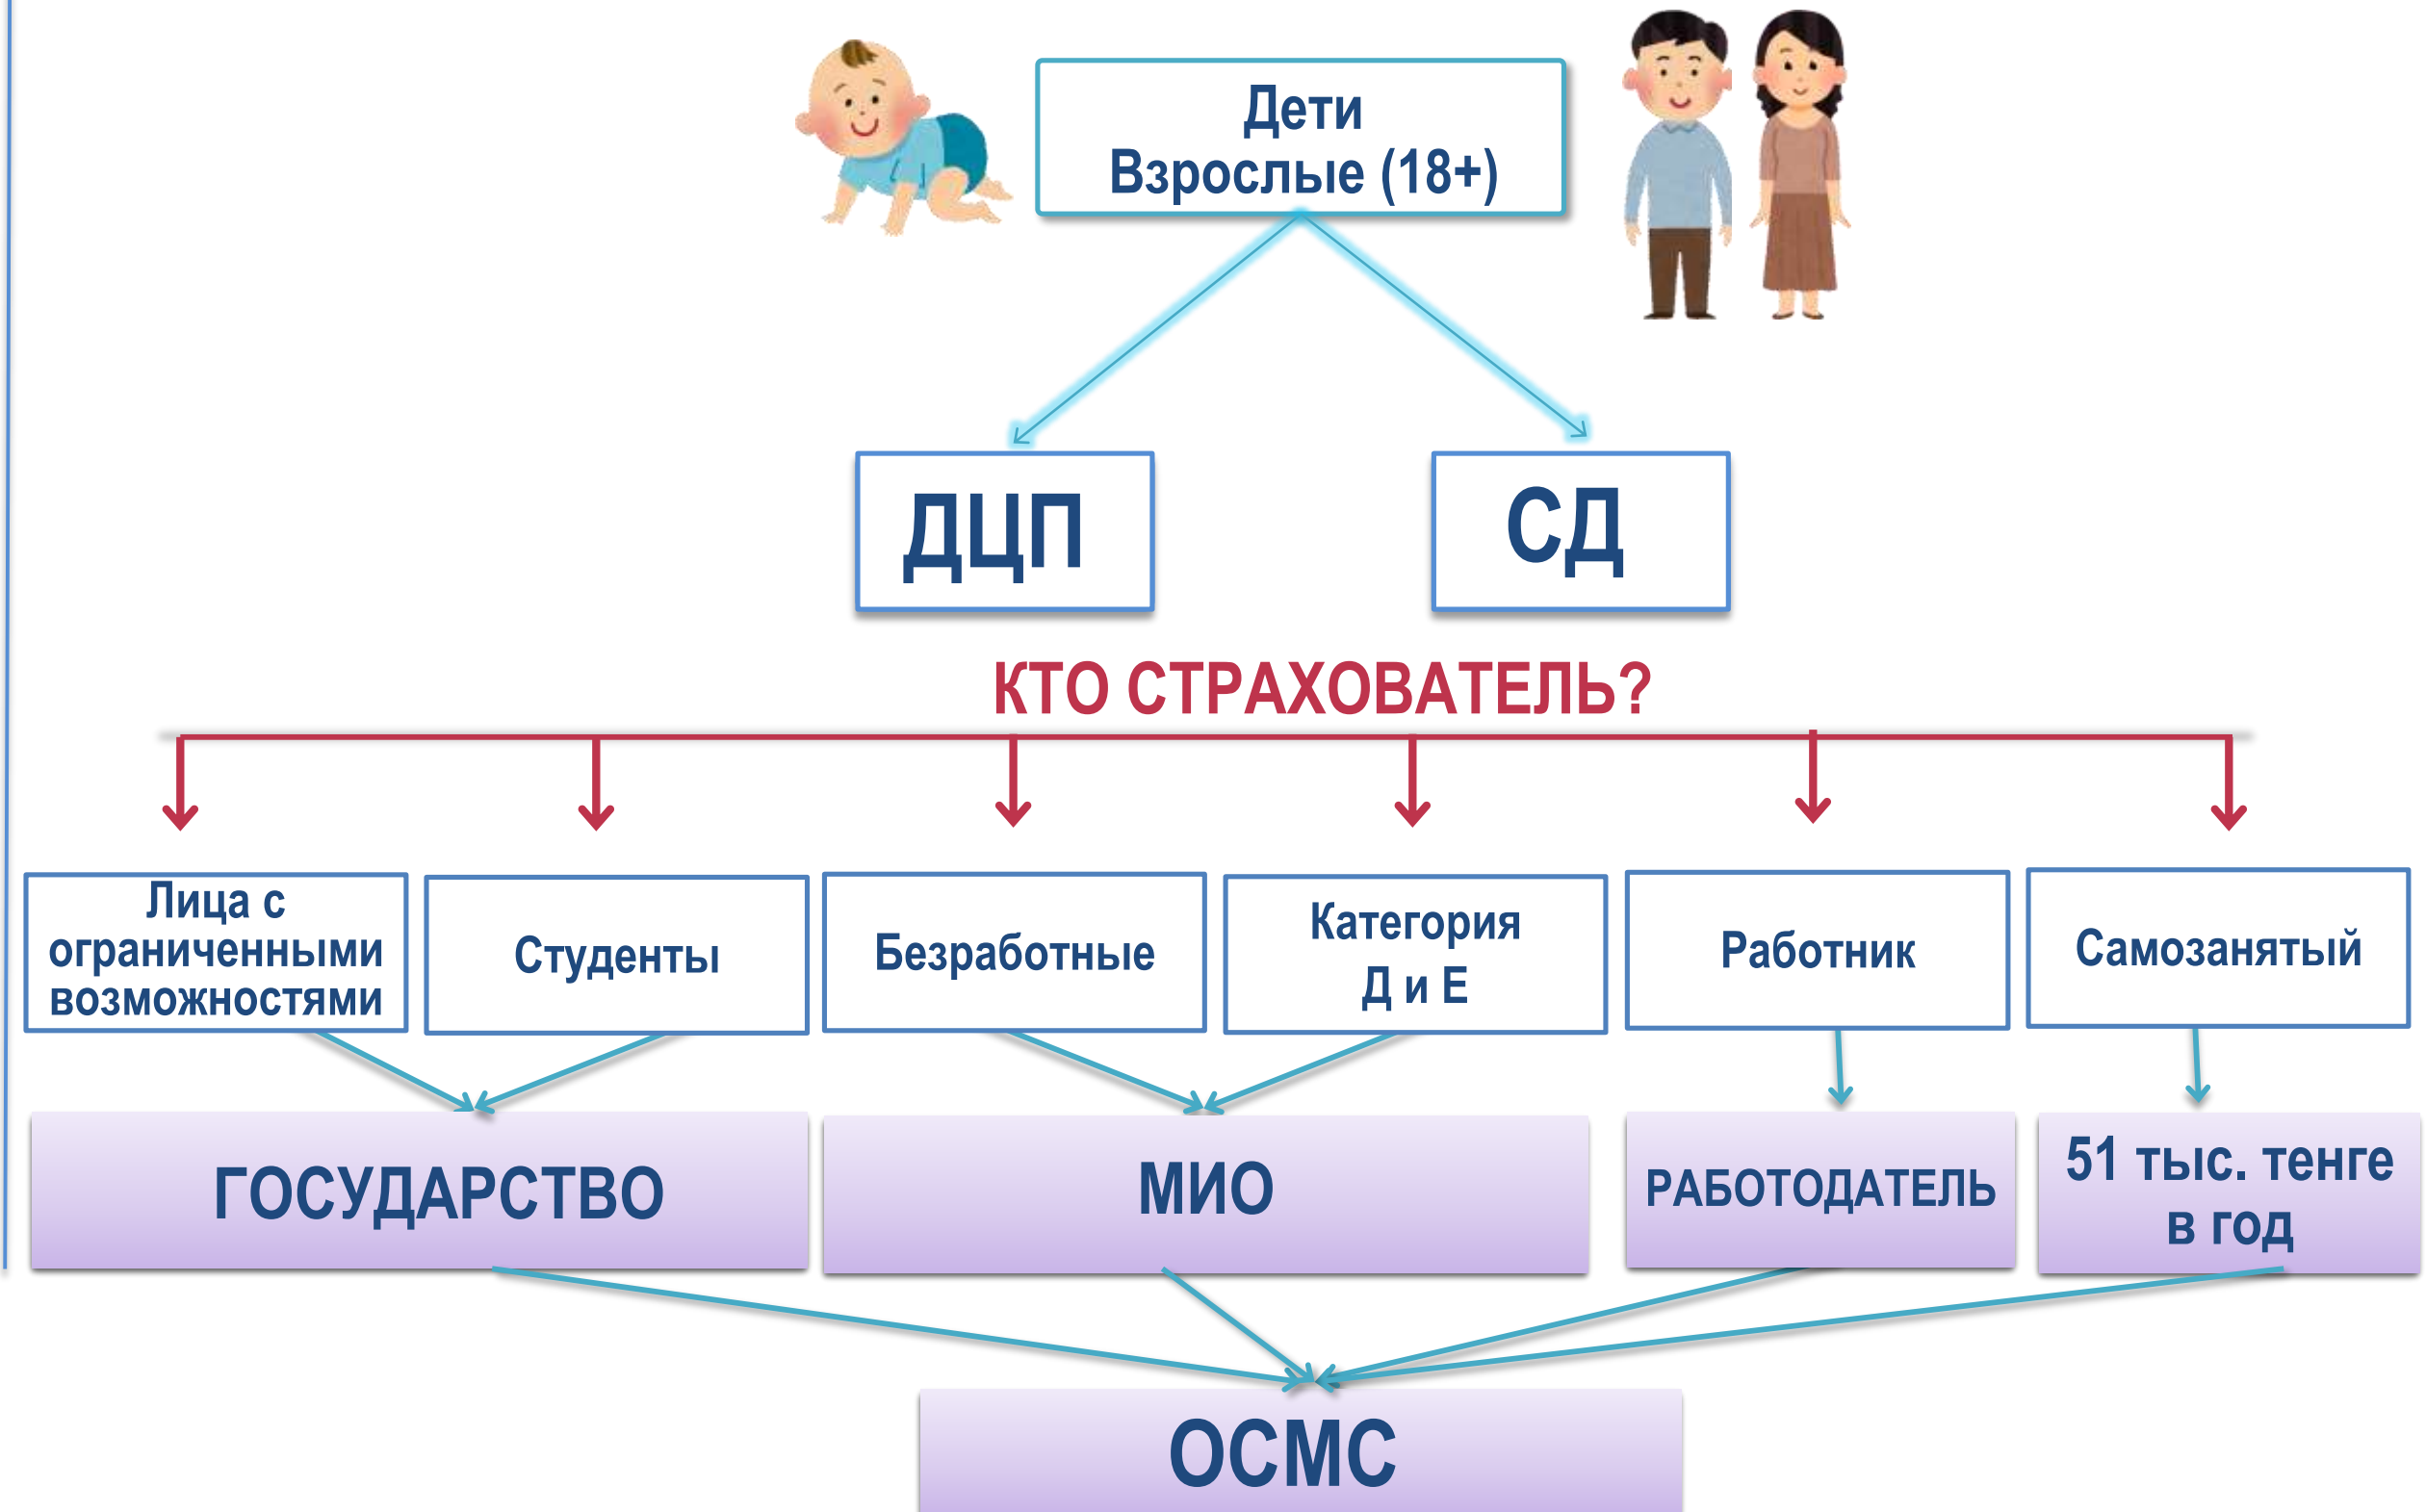 Дети
Взрослые (18+)
ДЦП
СД
КТО СТРАХОВАТЕЛЬ?
Лица с
ограниченными
возможностями
Студенты
Безработные
Категория
Д и Е
Работник
Самозанятый
ГОСУДАРСТВО
МИО
РАБОТОДАТЕЛЬ
51 тыс. тенге
в год
ОСМС